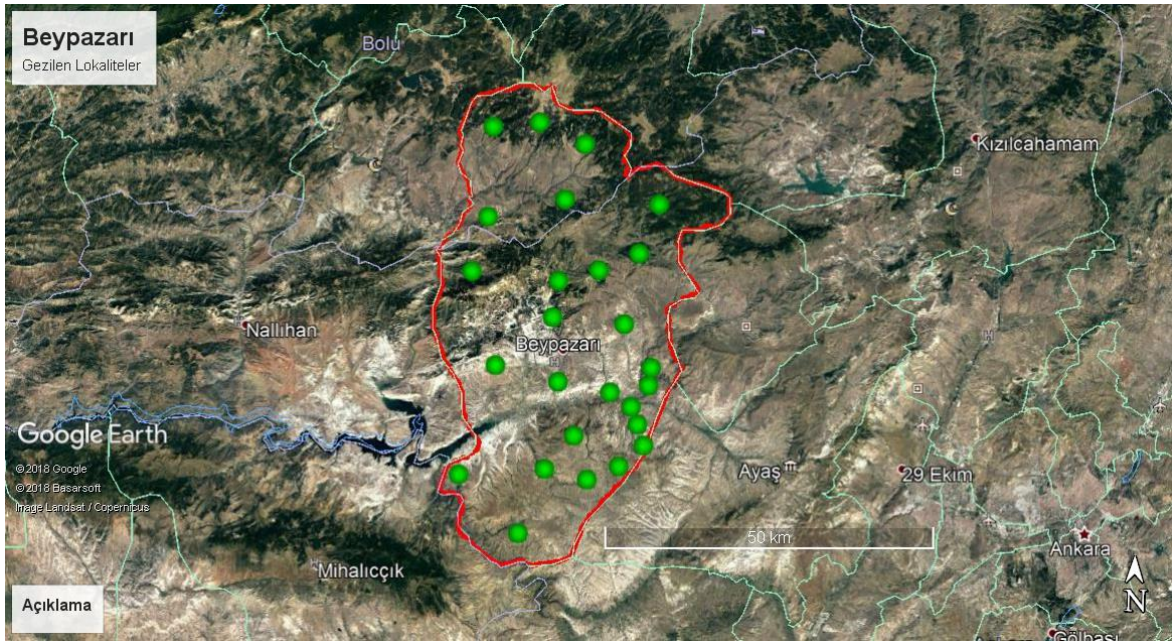 Beypazarı
Gezilen Lokaliteler
Bolu
Kızılcahamam
Nallıhan
Beypazarı
H
H
Google Earth
©2018 Google
©2018 Basarsoft
Image Landsat / Copernicus
Ayaş
29 Ekim
50 km
Ankara
Mihalıççık
Açıklama
N
Gölbaşı